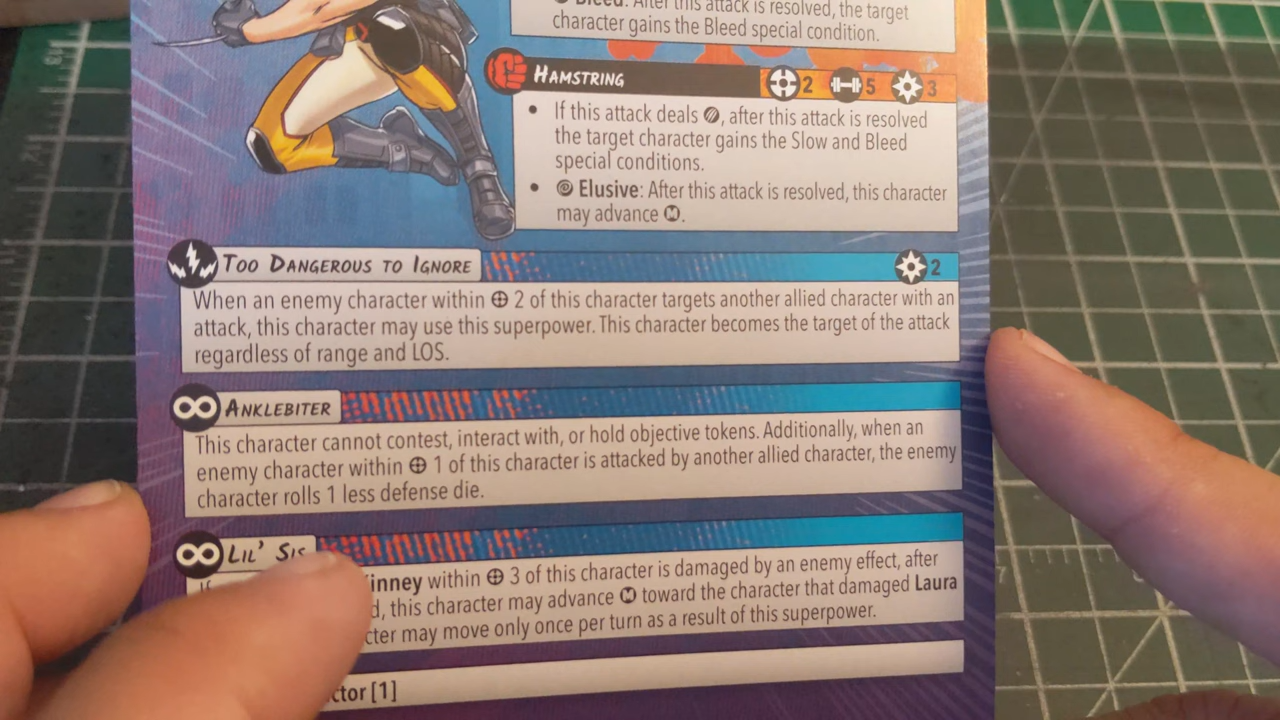 Bleed: After this attack is resolved, the target
character gains the Bleed special condition.
HAMSTRING 2 5 3
• If this attack deals , after this attack is resolved
the target character gains the Slow and Bleed
special conditions.
• Elusive: After this attack is resolved, this character
may advance M.
TOO DANGEROUS TO IGNORE 2
When an enemy character within 2 of this character targets another allied character with an
attack, this character may use this superpower. This character becomes the target of the attack
regardless of range and LOS.
ANKLEBITER
This character cannot contest, interact with, or hold objective tokens. Additionally, when an
enemy character within 1 of this character is attacked by another allied character, the enemy
character rolls 1 less defense die.
LIL' SIS
If Kinney within 3 of this character is damaged by an enemy effect, after
this character may advance M toward the character that damaged Laura
may move only once per turn as a result of this superpower.
[1]